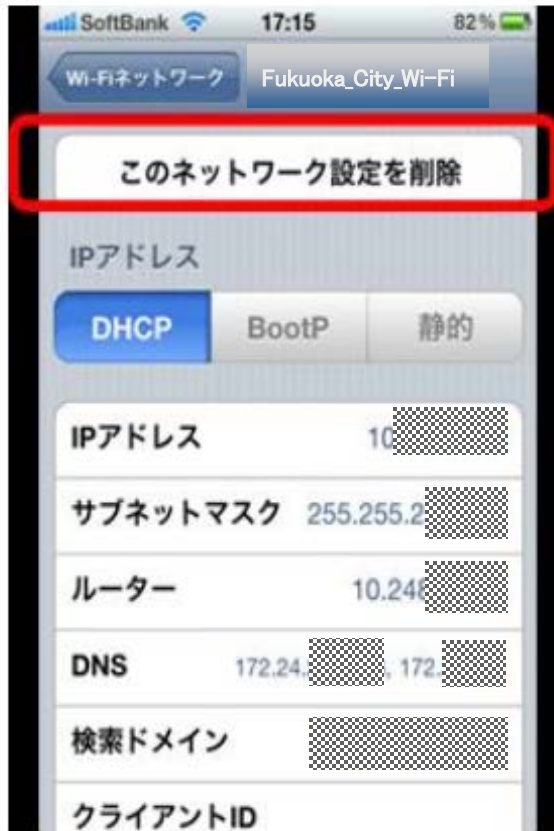 SoftBank 17:15 82%
Wi-Fiネットワーク Fukuoka_City_Wi-Fi
このネットワーク設定を削除
IPアドレス
DHCP BootP 静的
IPアドレス 10
サブネットマスク 255.255.2
ルーター 10.248
DNS 172.24. , 172.
検索ドメイン
クライアントID